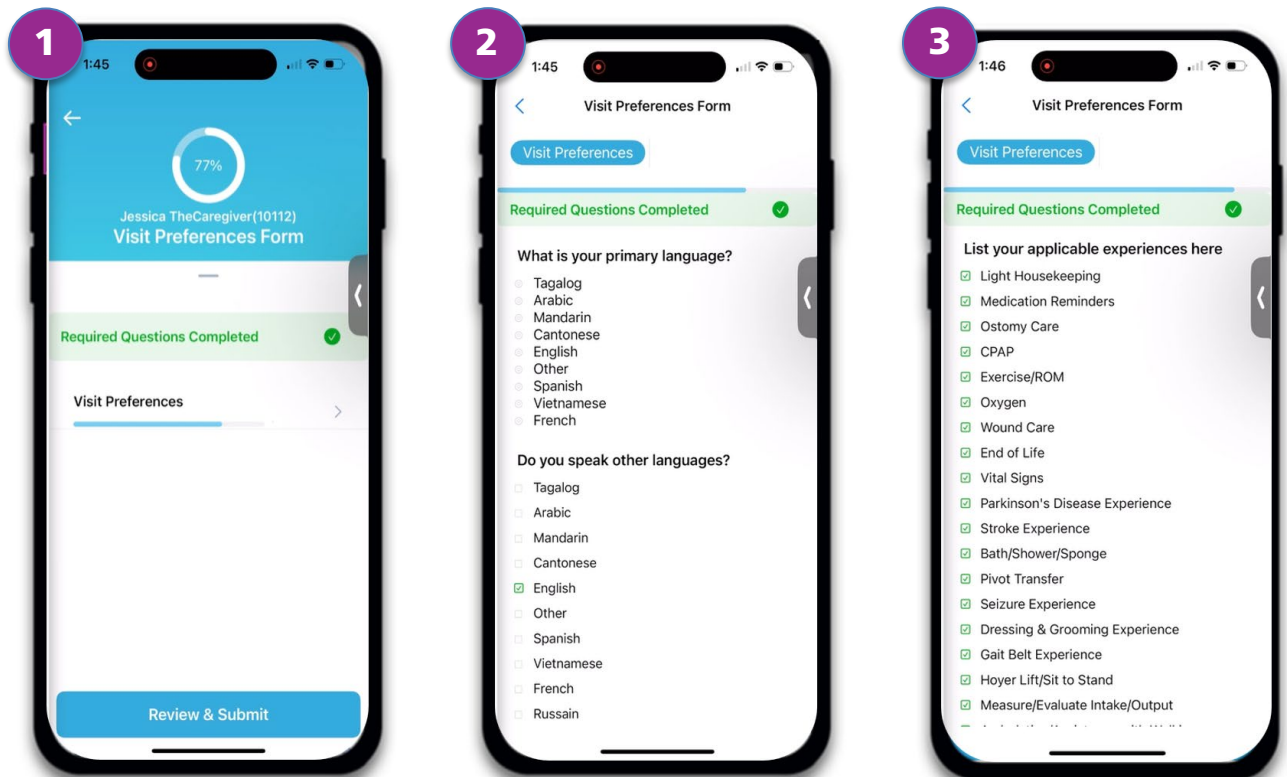 1
1:45
77%
Jessica TheCaregiver(10112)
Visit Preferences Form
Required Questions Completed
Visit Preferences
Review & Submit
2
1:45
Visit Preferences Form
Visit Preferences
Required Questions Completed
What is your primary language?
Tagalog
Arabic
Mandarin
Cantonese
English
Other
Spanish
Vietnamese
French
Do you speak other languages?
Tagalog
Arabic
Mandarin
Cantonese
English
Other
Spanish
Vietnamese
French
Russain
3
1:46
Visit Preferences Form
Visit Preferences
Required Questions Completed
List your applicable experiences here
Light Housekeeping
Medication Reminders
Ostomy Care
CPAP
Exercise/ROM
Oxygen
Wound Care
End of Life
Vital Signs
Parkinson's Disease Experience
Stroke Experience
Bath/Shower/Sponge
Pivot Transfer
Seizure Experience
Dressing & Grooming Experience
Gait Belt Experience
Hoyer Lift/Sit to Stand
Measure/Evaluate Intake/Output